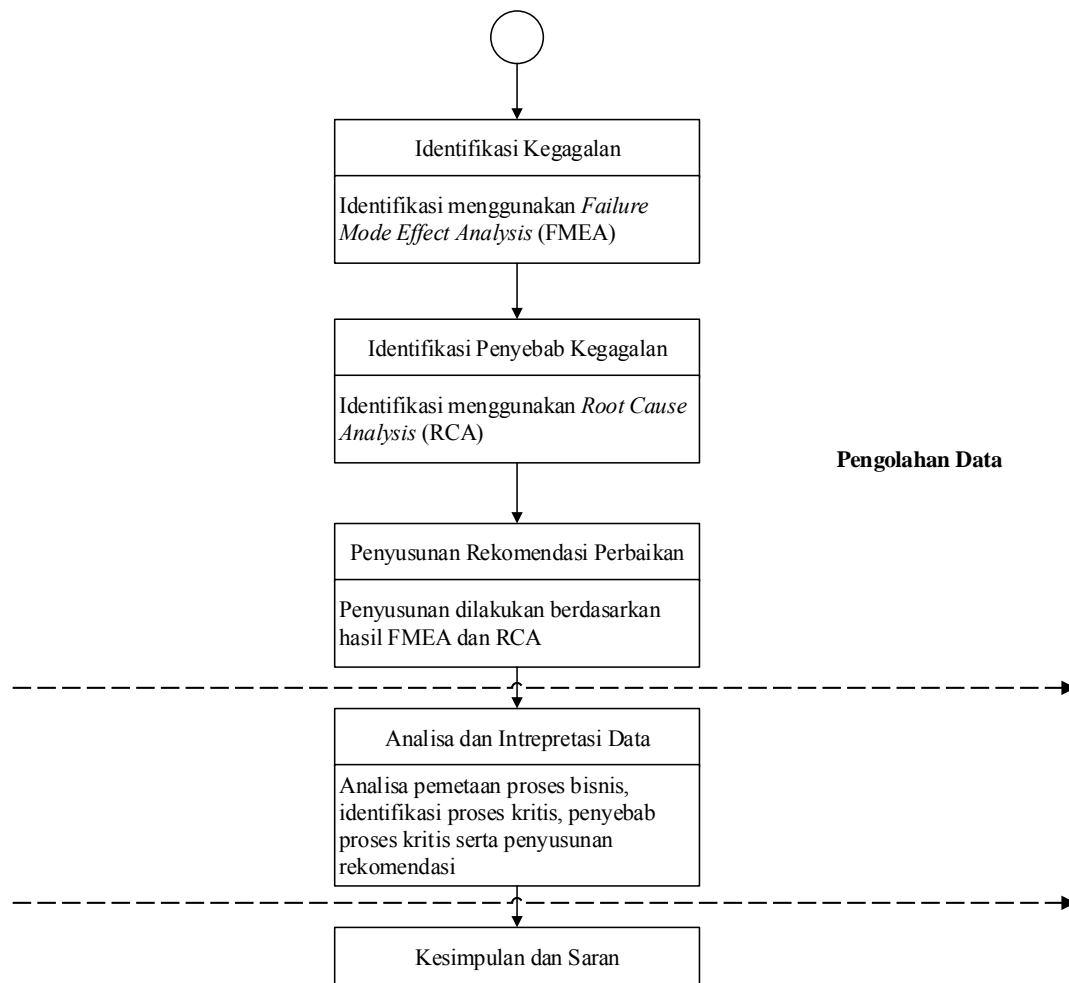 Identifikasi Kegagalan
Identifikasi menggunakan Failure
Mode Effect Analysis (FMEA)
Identifikasi Penyebab Kegagalan
Identifikasi menggunakan Root Cause
Analysis (RCA)
Pengolahan Data
Penyusunan Rekomendasi Perbaikan
Penyusunan dilakukan berdasarkan
hasil FMEA dan RCA
Analisa dan Intrepretasi Data
Analisa pemetaan proses bisnis,
identifikasi proses kritis, penyebab
proses kritis serta penyusunan
rekomendasi
Kesimpulan dan Saran